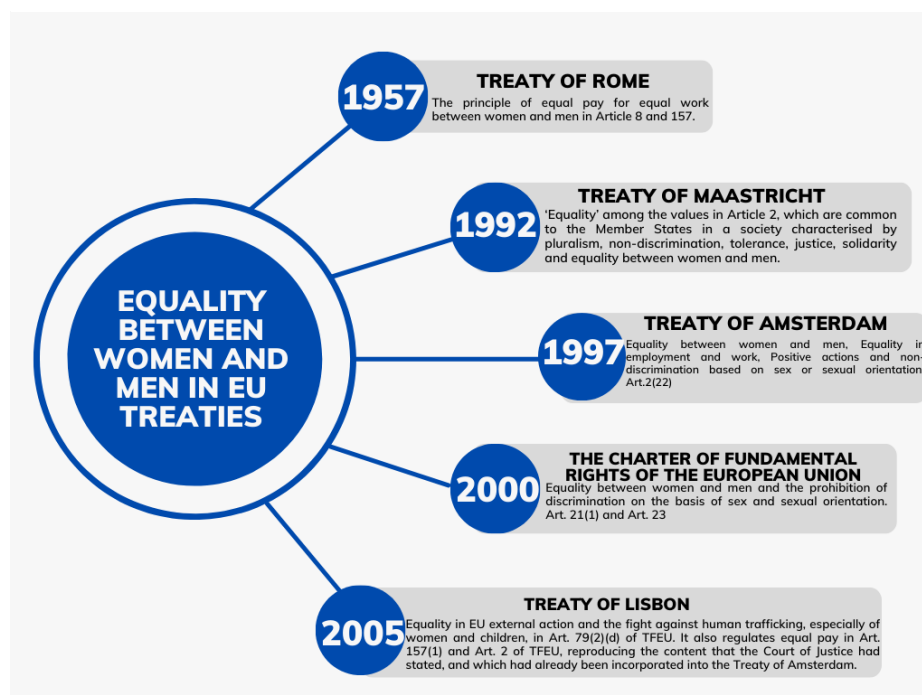 1957
TREATY OF ROME
The principle of equal pay for equal work
between women and men in Article 8 and 157.
1992
TREATY OF MAASTRICHT
‘Equality’ among the values in Article 2, which are common
to the Member States in a society characterised by
pluralism, non-discrimination, tolerance, justice, solidarity
and equality between women and men.
EQUALITY
BETWEEN
WOMEN AND
MEN IN EU
TREATIES
1997
TREATY OF AMSTERDAM
Equality between women and men, Equality in
employment and work, Positive actions and non-
discrimination based on sex or sexual orientation
Art.2(22)
2000
THE CHARTER OF FUNDAMENTAL
RIGHTS OF THE EUROPEAN UNION
Equality between women and men and the prohibition of
discrimination on the basis of sex and sexual orientation.
Art. 21(1) and Art. 23
2005
TREATY OF LISBON
Equality in EU external action and the fight against human trafficking, especially of
women and children, in Art. 79(2)(d) of TFEU. It also regulates equal pay in Art.
157(1) and Art. 2 of TFEU, reproducing the content that the Court of Justice had
stated, and which had already been incorporated into the Treaty of Amsterdam.